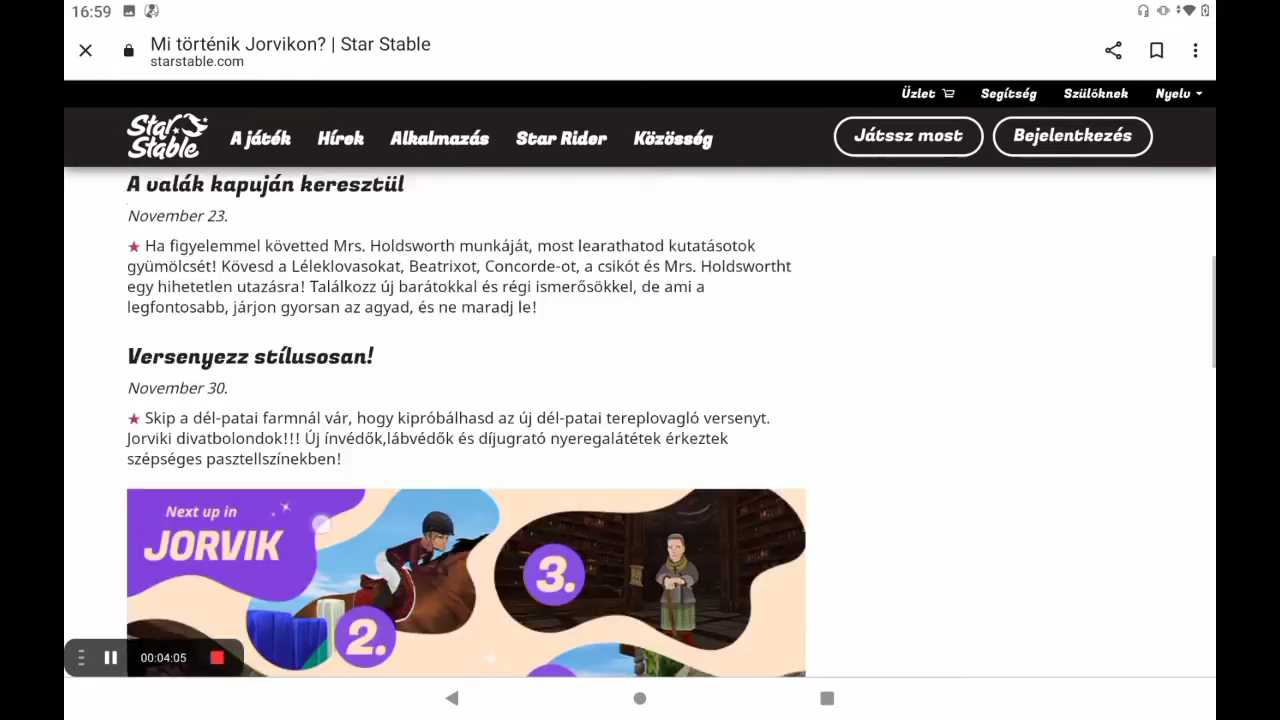 16:59
Mi történik Jorvikon? | Star Stable
starstable.com
Üzlet Segítség Szülőknek Nyelv
Star Stable
A játék Hírek Alkalmazás Star Rider Közösség Játssz most Bejelentkezés
A valák kapuján keresztül
November 23.
★ Ha figyelemmel követted Mrs. Holdsworth munkáját, most learathatod kutatásotok
gyümölcsét! Kövesd a Léleklovasokat, Beatrixot, Concorde-ot, a csikót és Mrs. Holdswortht
egy hihetetlen utazásra! Találkozz új barátokkal és régi ismerősökkel, de ami a
legfontosabb, járjon gyorsan az agyad, és ne maradj le!
Versenyezz stílusosan!
November 30.
★ Skip a dél-patai farmnál vár, hogy kipróbálhasd az új dél-patai tereplovagló versenyt.
Jorviki divatbolondok!!! Új ínvédők,lábvédők és díjugrató nyeregalátétek érkeztek
szépséges pasztellszínekben!
Next up in
JORVIK
3.
2.
00:04:05